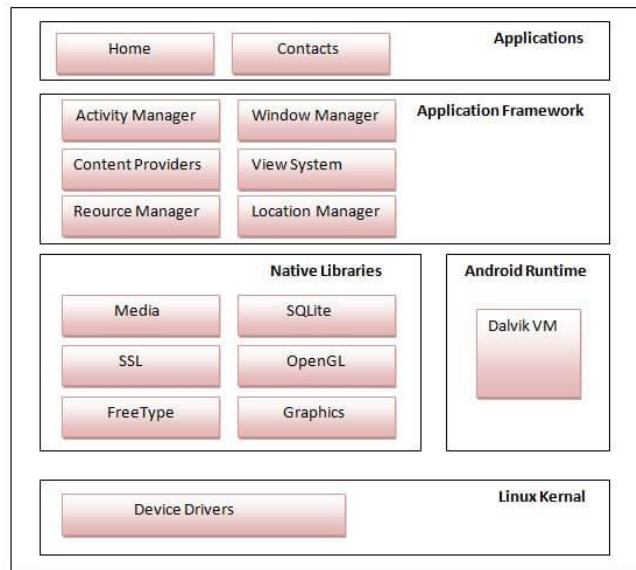 Applications
Home
Contacts
Application Framework
Activity Manager
Window Manager
Content Providers
View System
Reource Manager
Location Manager
Native Libraries
Media
SQLite
SSL
OpenGL
FreeType
Graphics
Android Runtime
Dalvik VM
Linux Kernal
Device Drivers